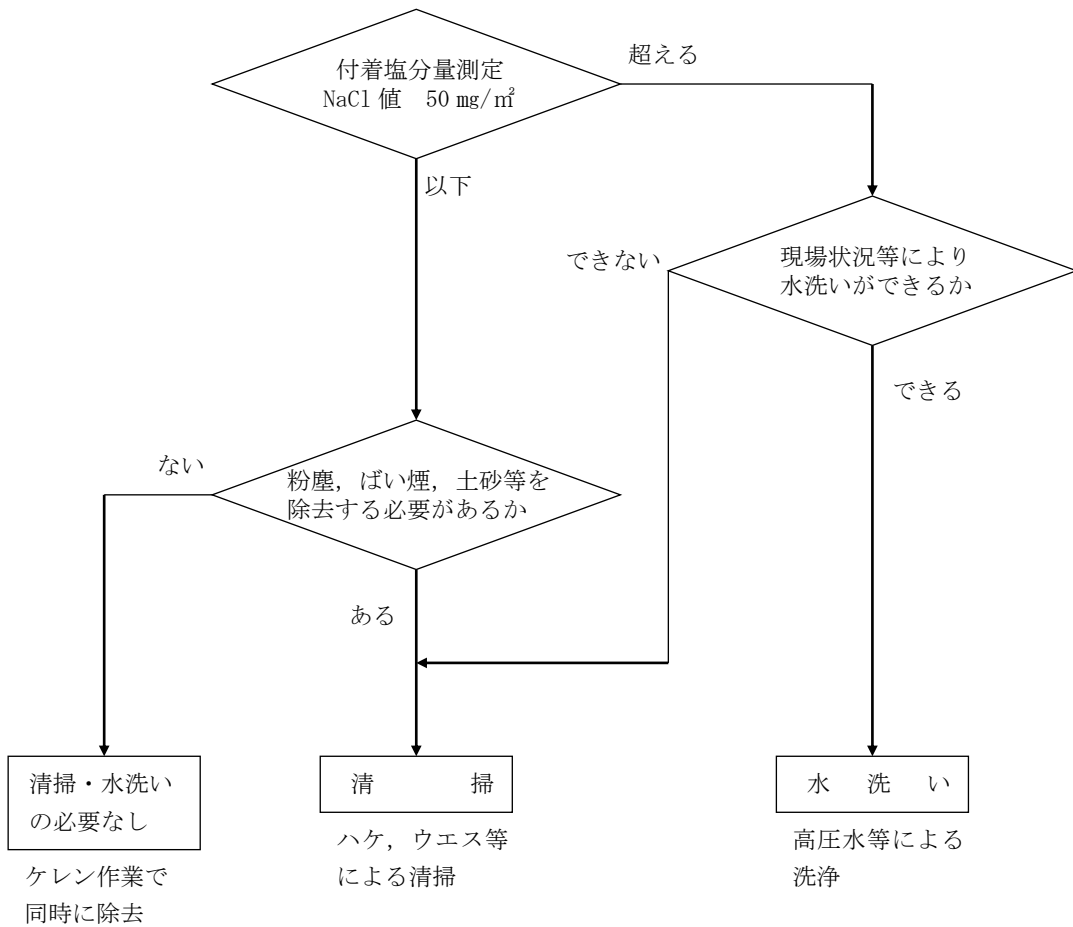 付着塩分量測定
NaCl値　50㎎/㎡
超える
以下
現場状況等により
水洗いができるか
できない
できる
粉塵，ばい煙，土砂等を
除去する必要があるか
ない
ある
清掃・水洗い
の必要なし
ケレン作業で
同時に除去
清　　　　掃
ハケ，ウエス等
による清掃
水　洗　い
高圧水等による
洗浄